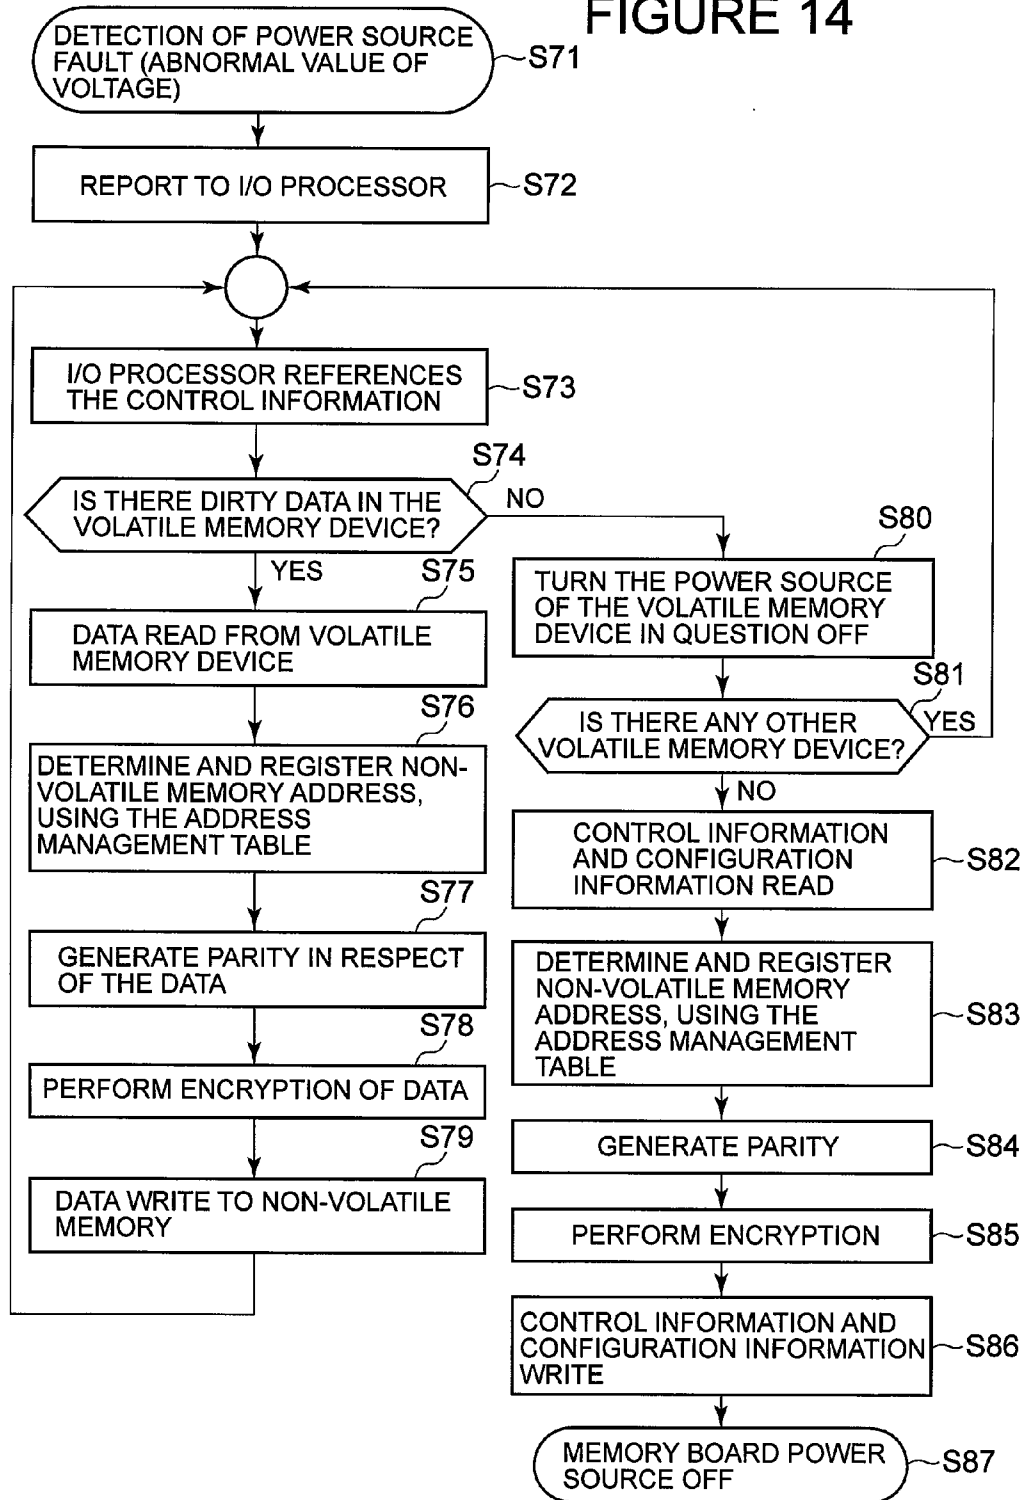 FIGURE 14
DETECTION OF POWER SOURCE
FAULT (ABNORMAL VALUE OF
VOLTAGE)
S71
REPORT TO I/O PROCESSOR
S72
I/O PROCESSOR REFERENCES
THE CONTROL INFORMATION
S73
S74
IS THERE DIRTY DATA IN THE
VOLATILE MEMORY DEVICE?
NO
YES
S75
DATA READ FROM VOLATILE
MEMORY DEVICE
S76
DETERMINE AND REGISTER NON-
VOLATILE MEMORY ADDRESS,
USING THE ADDRESS
MANAGEMENT TABLE
S77
GENERATE PARITY IN RESPECT
OF THE DATA
S78
PERFORM ENCRYPTION OF DATA
S79
DATA WRITE TO NON-VOLATILE
MEMORY
S80
TURN THE POWER SOURCE
OF THE VOLATILE MEMORY
DEVICE IN QUESTION OFF
S81
IS THERE ANY OTHER
VOLATILE MEMORY DEVICE?
YES
NO
CONTROL INFORMATION
AND CONFIGURATION
INFORMATION READ
S82
DETERMINE AND REGISTER
NON-VOLATILE MEMORY
ADDRESS, USING THE
ADDRESS MANAGEMENT
TABLE
S83
GENERATE PARITY
S84
PERFORM ENCRYPTION
S85
CONTROL INFORMATION AND
CONFIGURATION INFORMATION
WRITE
S86
MEMORY BOARD POWER
SOURCE OFF
S87